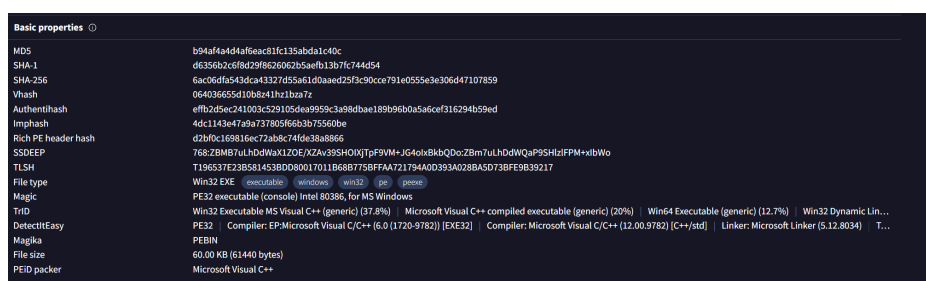 Basic properties
MD5 b94af4a4d4af6eac81fc135abda1c40c
SHA-1 d6356b2c6f8d29f8626062b5aefb13b7fc744d54
SHA-256 6ac06dfa543dca43327d55a61d0aaed25f3c90cce791e0555e3e306d47107859
Vhash 064036655d10b8z41hz1bza7z
Authentihash effb2d5ec241003c529105dea9959c3a98dbae189b96b0a5a6cef316294b59ed
Imphash 4dc1143e47a9a737805f66b3b75560be
Rich PE header hash d2bf0c169816ec72ab8c74fde38a8866
SSDEEP 768:ZBMB7uLhDdWaX1ZOE/XZAv39SHOIXjTpF9VM+JG4oIxBkbQDo:ZBm7uLhDdWQaP9SHlzlFPM+xIbWo
TLSH T196537E23B581453BDD80017011B68B775BFFAA721794A0D393A028BA5D73BFE9B39217
File type Win32 EXE executable windows win32 pe peexe
Magic PE32 executable (console) Intel 80386, for MS Windows
TrID Win32 Executable MS Visual C++ (generic) (37.8%) | Microsoft Visual C++ compiled executable (generic) (20%) | Win64 Executable (generic) (12.7%) | Win32 Dynamic Lin...
DetectItEasy PE32 | Compiler: EP:Microsoft Visual C/C++ (6.0 (1720-9782)) [EXE32] | Compiler: Microsoft Visual C/C++ (12.00.9782) [C++/std] | Linker: Microsoft Linker (5.12.8034) | T...
Magika PEBIN
File size 60.00 KB (61440 bytes)
PEiD packer Microsoft Visual C++